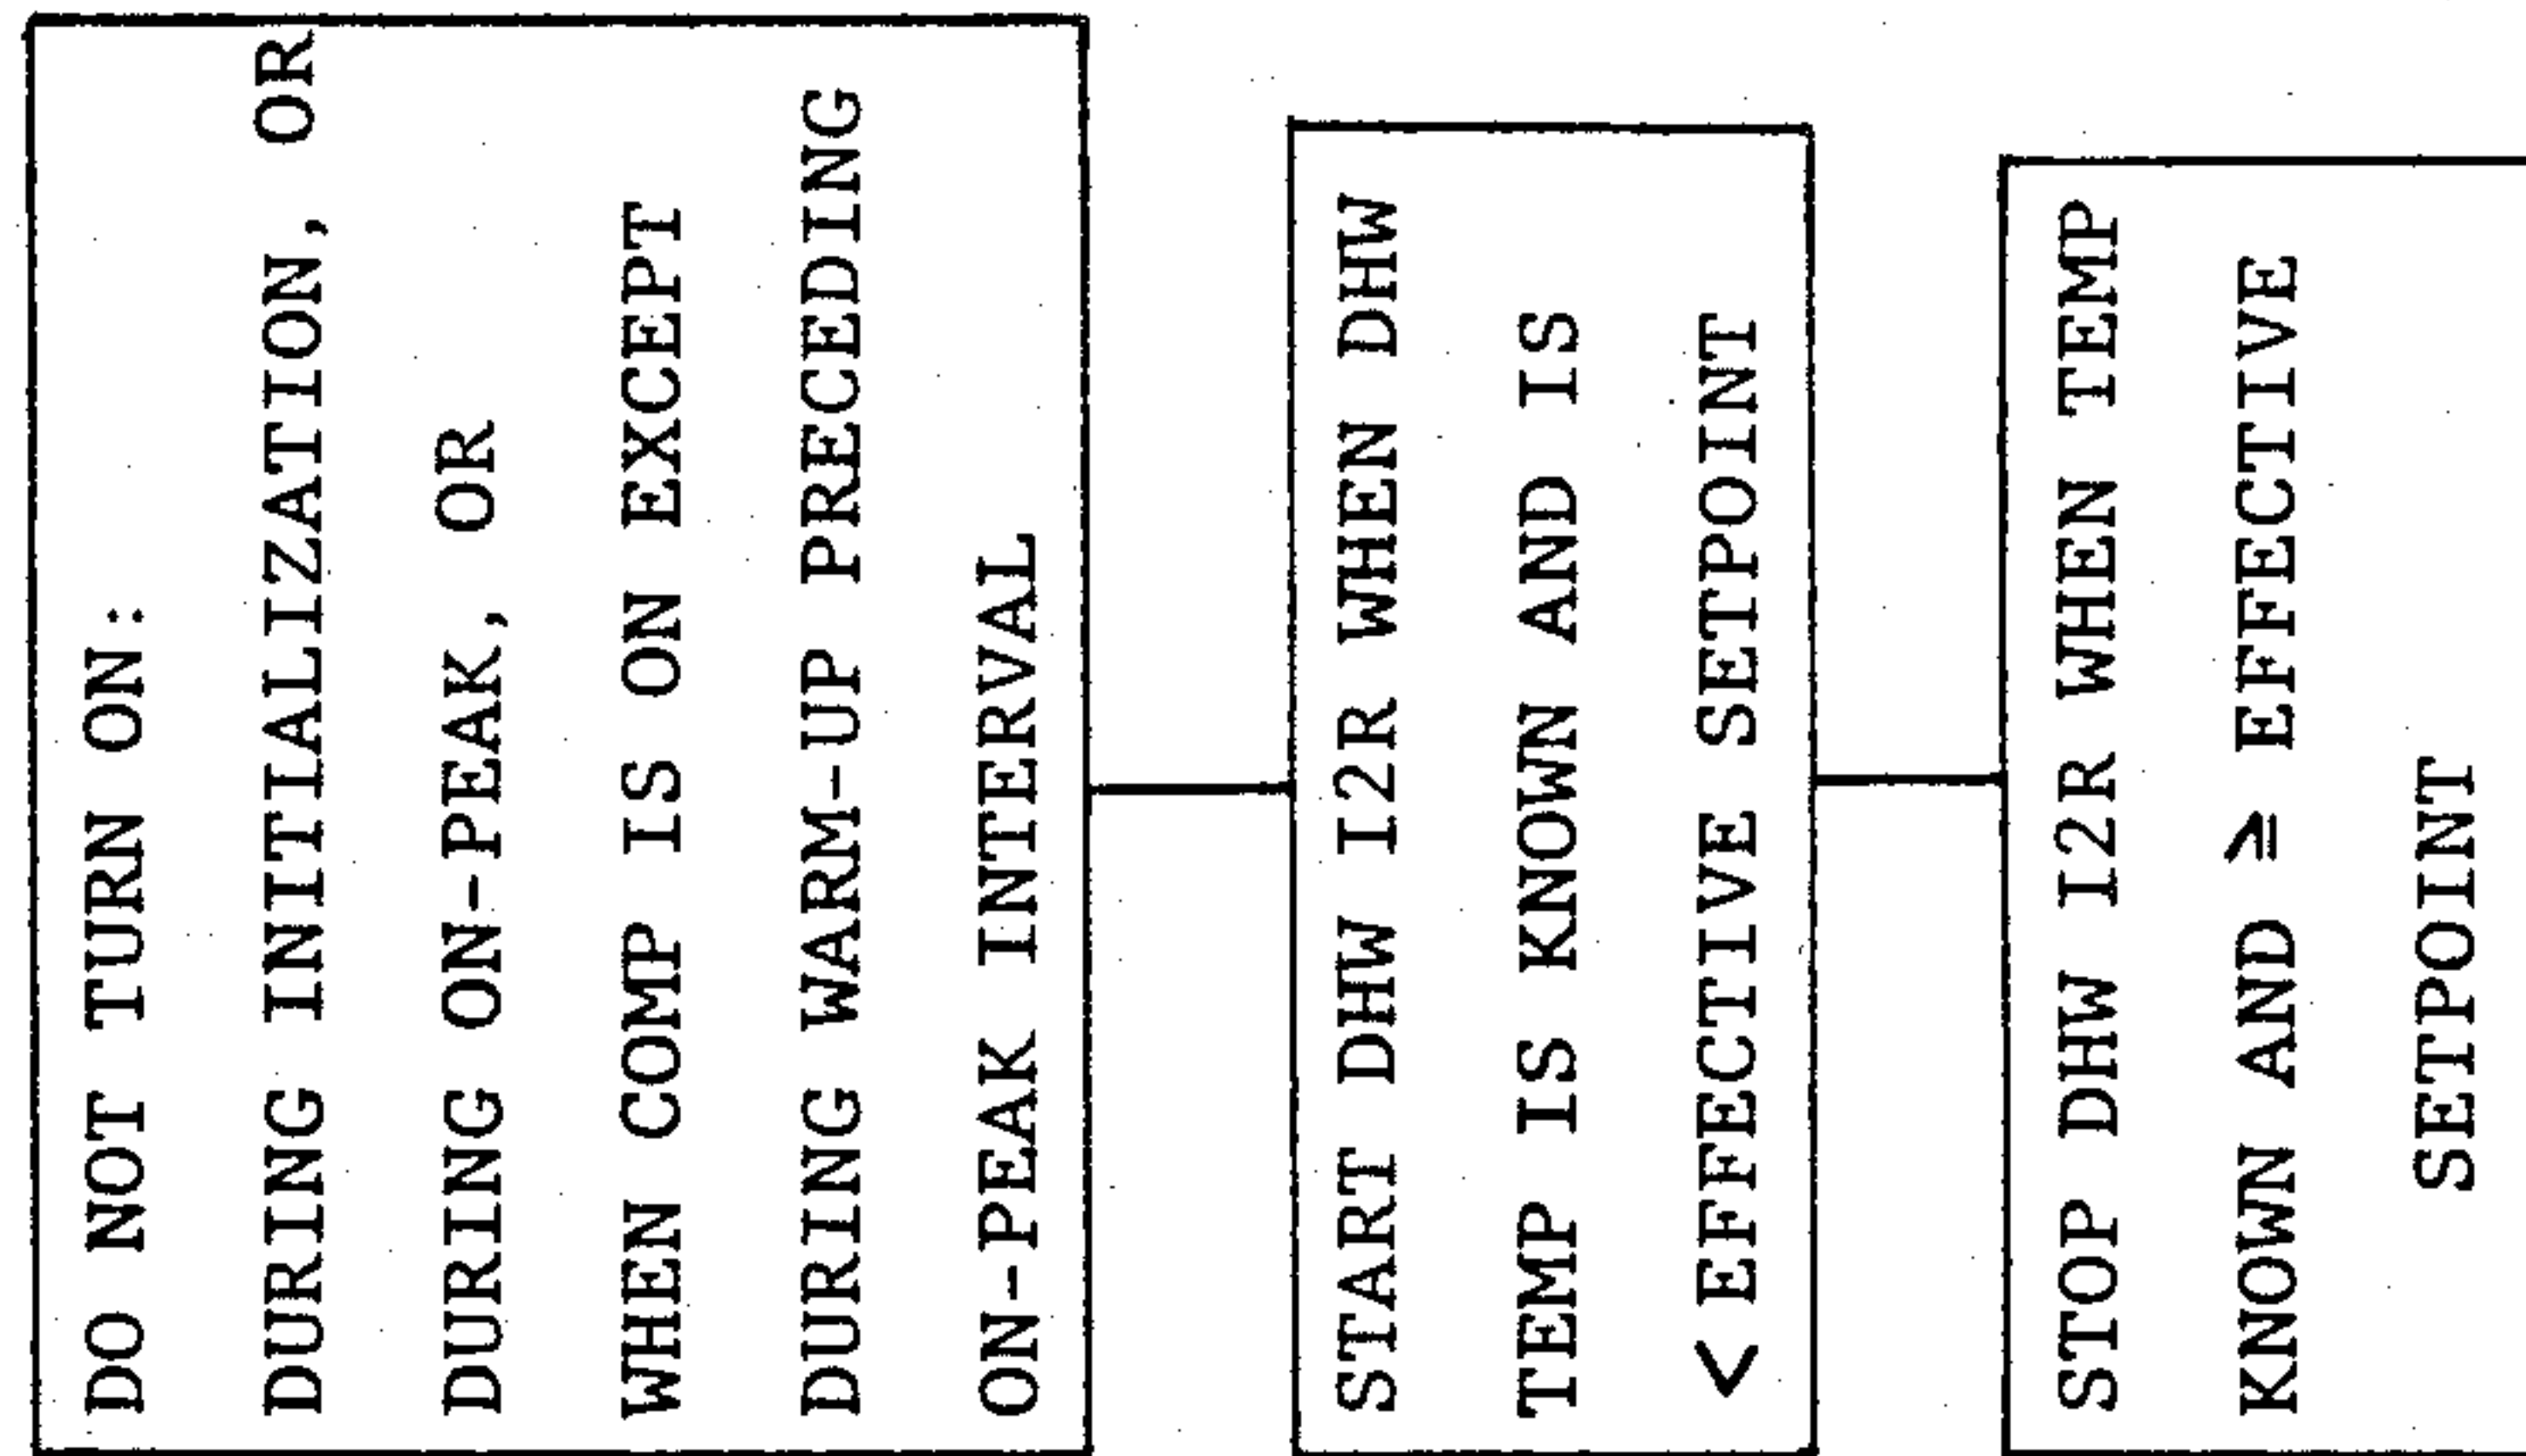 DO NOT TURN ON:
DURING INITIALIZATION, OR
DURING ON-PEAK, OR
WHEN COMP IS ON EXCEPT
DURING WARM-UP PRECEDING
ON-PEAK INTERVAL
START DHW I2R WHEN DHW
TEMP IS KNOWN AND IS
< EFFECTIVE SETPOINT
STOP DHW I2R WHEN TEMP
KNOWN AND ≥ EFFECTIVE
SETPOINT